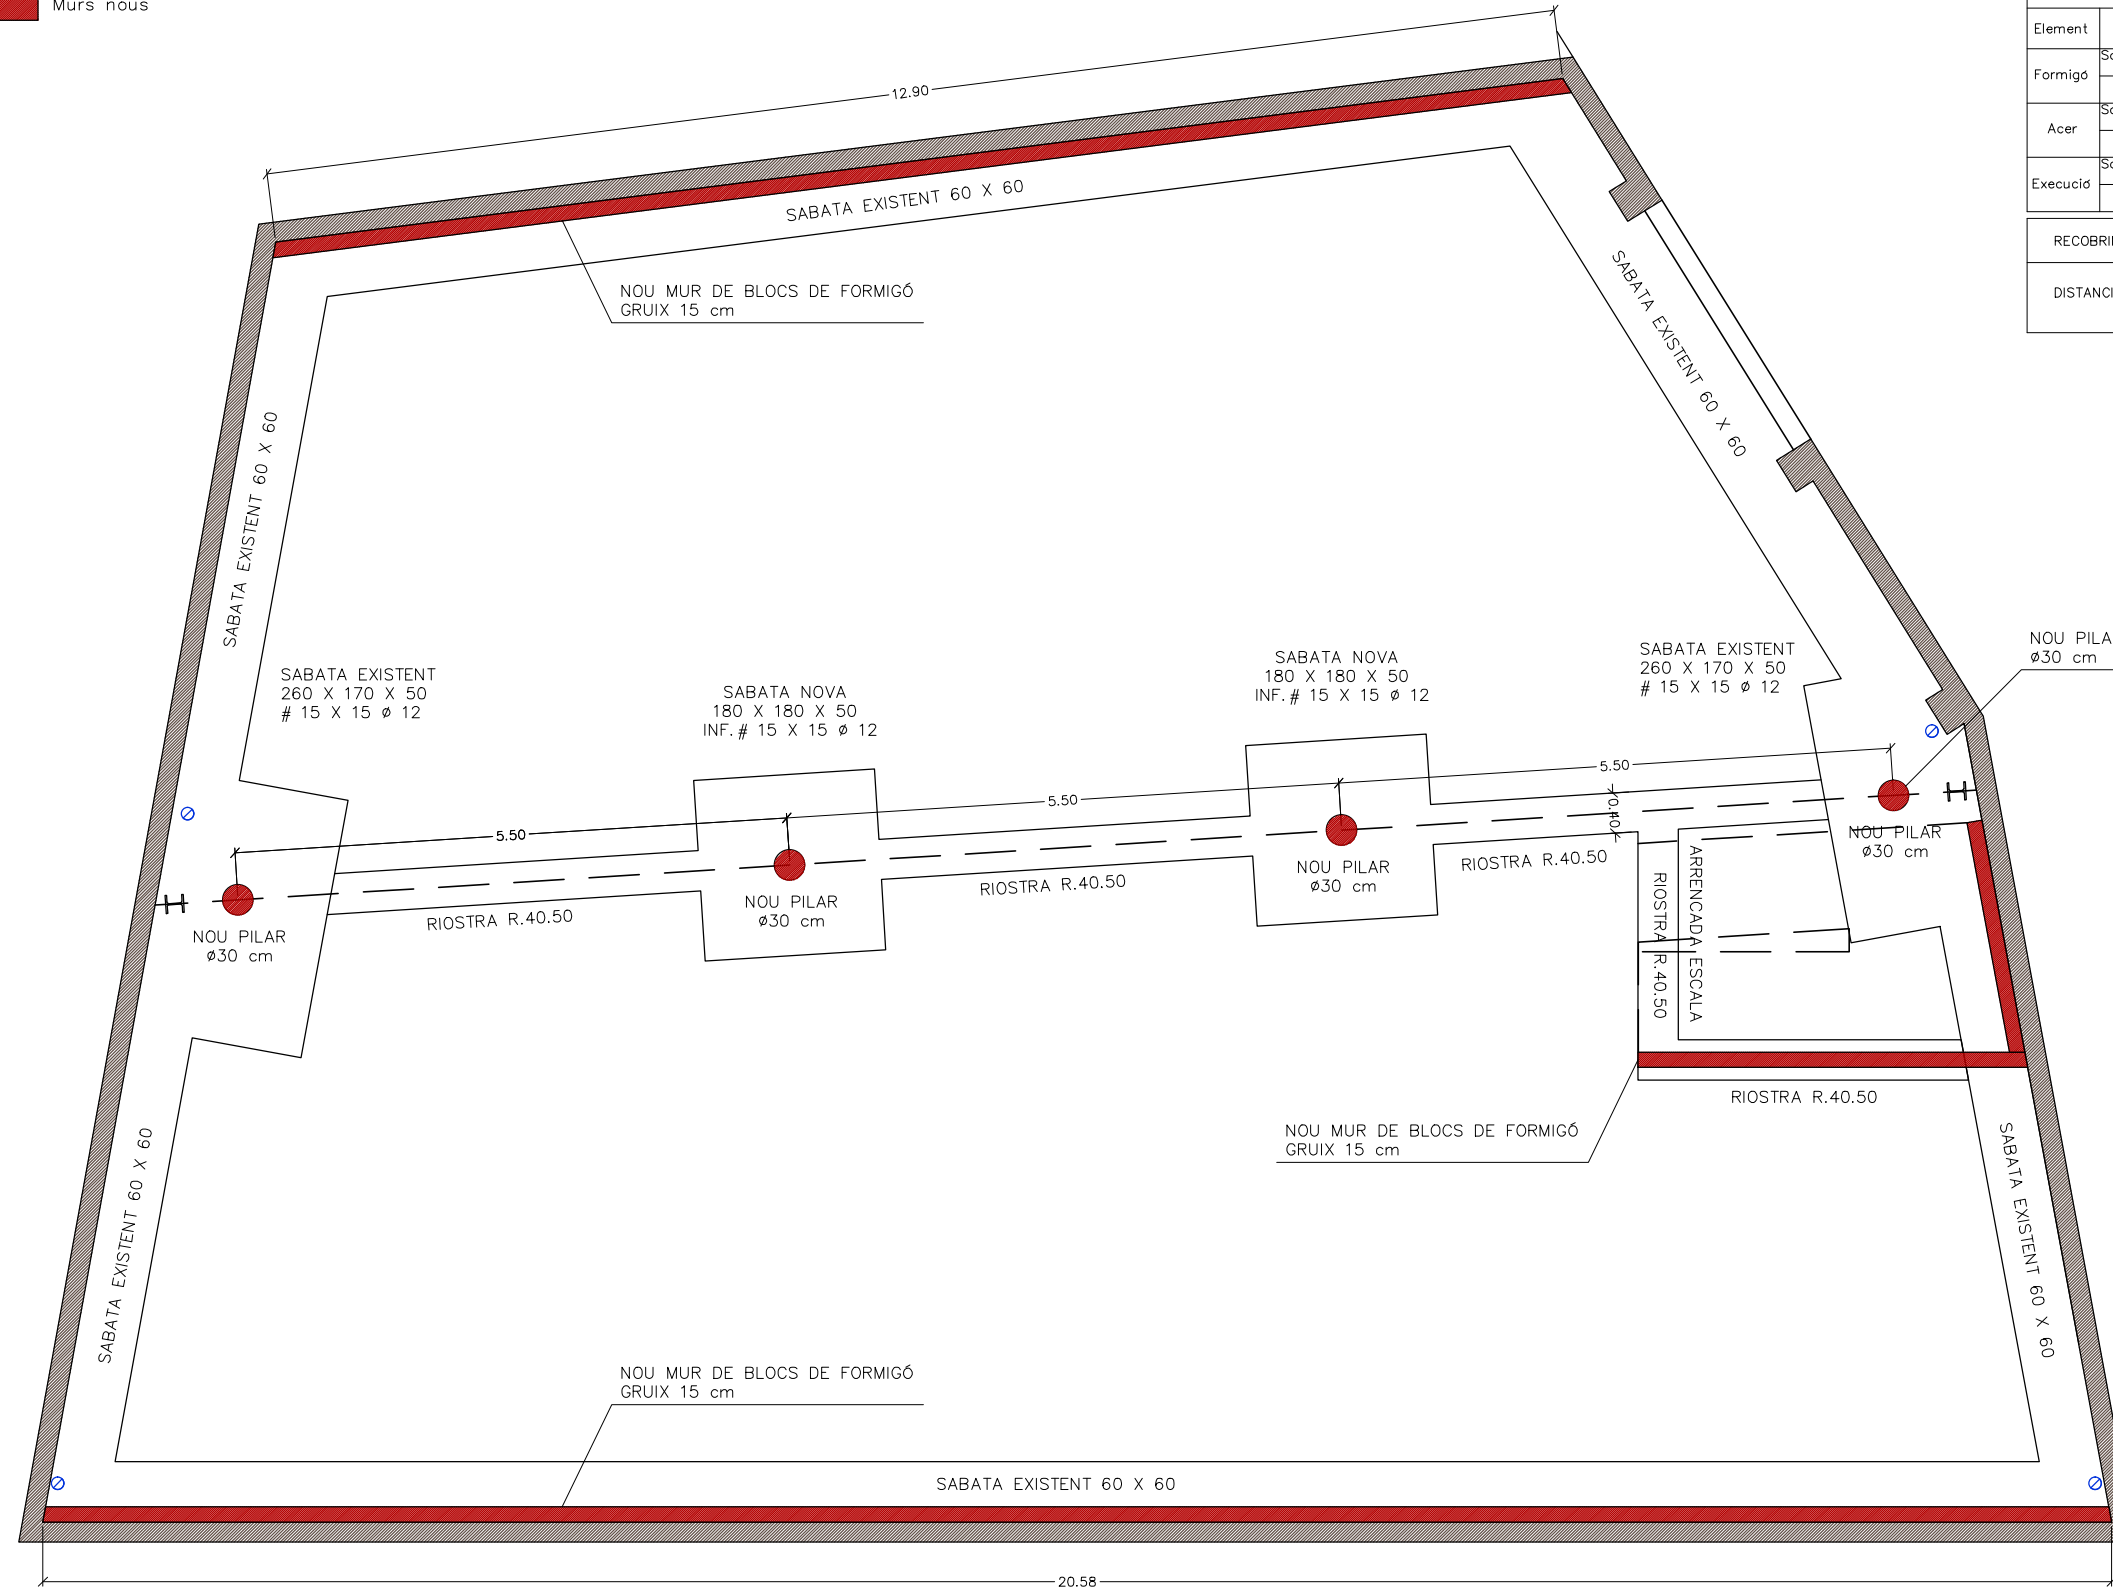 Murs nous
Element
Formigó
Acer
Execució
12.90
SABATA EXISTENT 60 X 60
NOU MUR DE BLOCS DE FORMIGÓ
GRUIX 15 cm
SABATA EXISTENT 60 X 60
SABATA EXISTENT 60 X 60
SABATA EXISTENT
260 X 170 X 50
# 15 X 15 ø 12
SABATA NOVA
180 X 180 X 50
INF.# 15 X 15 ø 12
SABATA NOVA
180 X 180 X 50
INF.# 15 X 15 ø 12
SABATA EXISTENT
260 X 170 X 50
# 15 X 15 ø 12
ø30 cm
5.50
5.50
5.50
0.40
NOU PILAR
ø30 cm
RIOSTRA R.40.50
NOU PILAR
ø30 cm
RIOSTRA R.40.50
NOU PILAR
ø30 cm
RIOSTRA R.40.50
NOU PILAR
ø30 cm
RIOSTRA R.40.50
ARRENCADA ESCALA
RIOSTRA R.40.50
NOU MUR DE BLOCS DE FORMIGÓ
GRUIX 15 cm
SABATA EXISTENT 60 X 60
SABATA EXISTENT 60 X 60
NOU MUR DE BLOCS DE FORMIGÓ
GRUIX 15 cm
SABATA EXISTENT 60 X 60
20.58